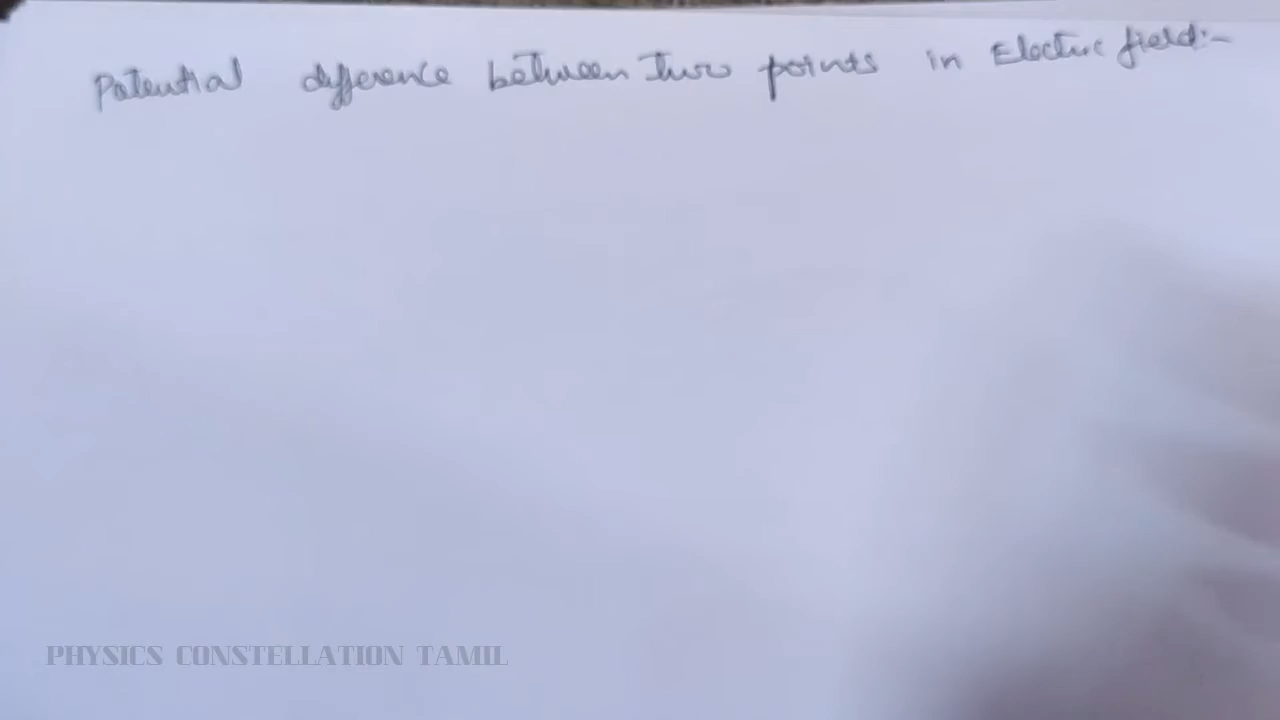 Potential difference between two points in Electric field:-
PHYSICS CONSTELLATION TAMIL